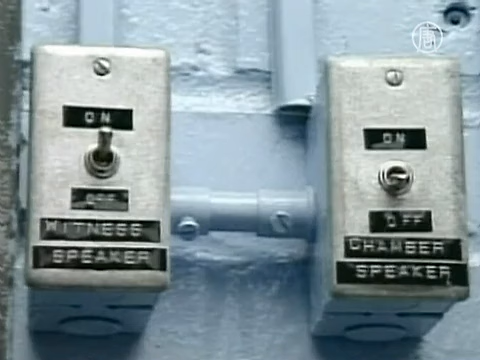 ON
OFF
WITNESS
SPEAKER
ON
OFF
CHAMBER
SPEAKER